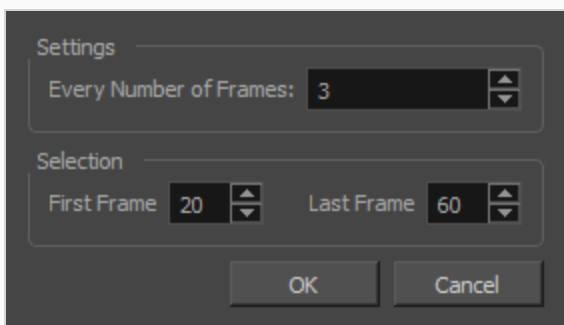 Settings
Every Number of Frames: 3
Selection
First Frame 20 Last Frame 60
OK Cancel